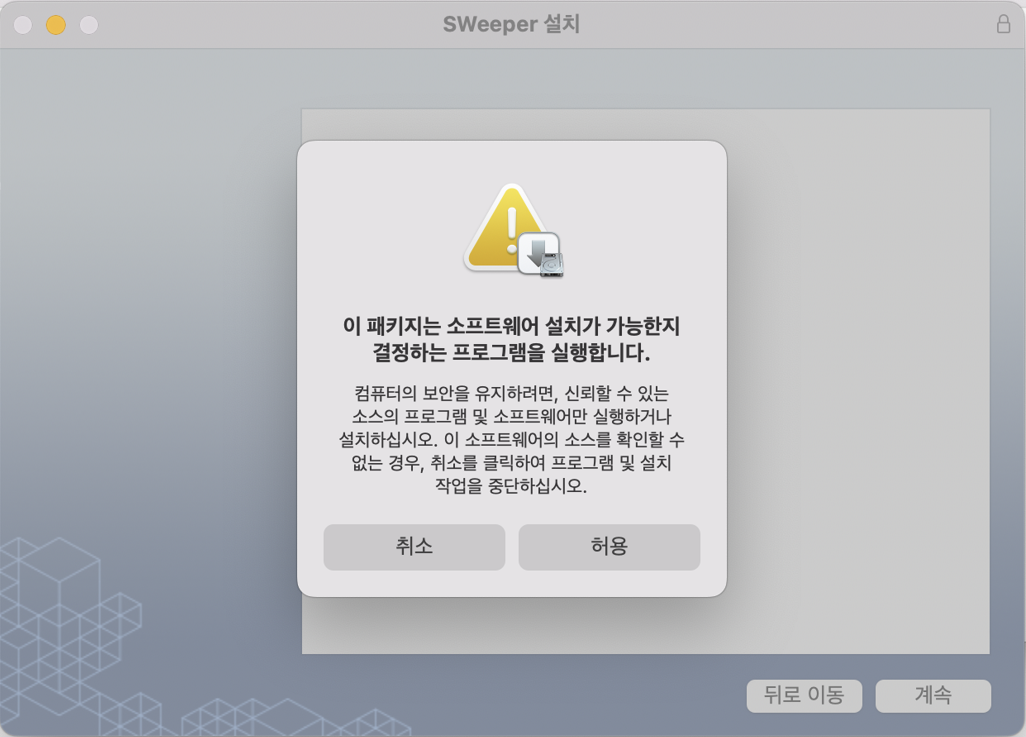 SWeeper 설치
이 패키지는 소프트웨어 설치가 가능한지
결정하는 프로그램을 실행합니다.
컴퓨터의 보안을 유지하려면, 신뢰할 수 있는
소스의 프로그램 및 소프트웨어만 실행하거나
설치하십시오. 이 소프트웨어의 소스를 확인할 수
없는 경우, 취소를 클릭하여 프로그램 및 설치
작업을 중단하십시오.
취소
허용
뒤로 이동
계속